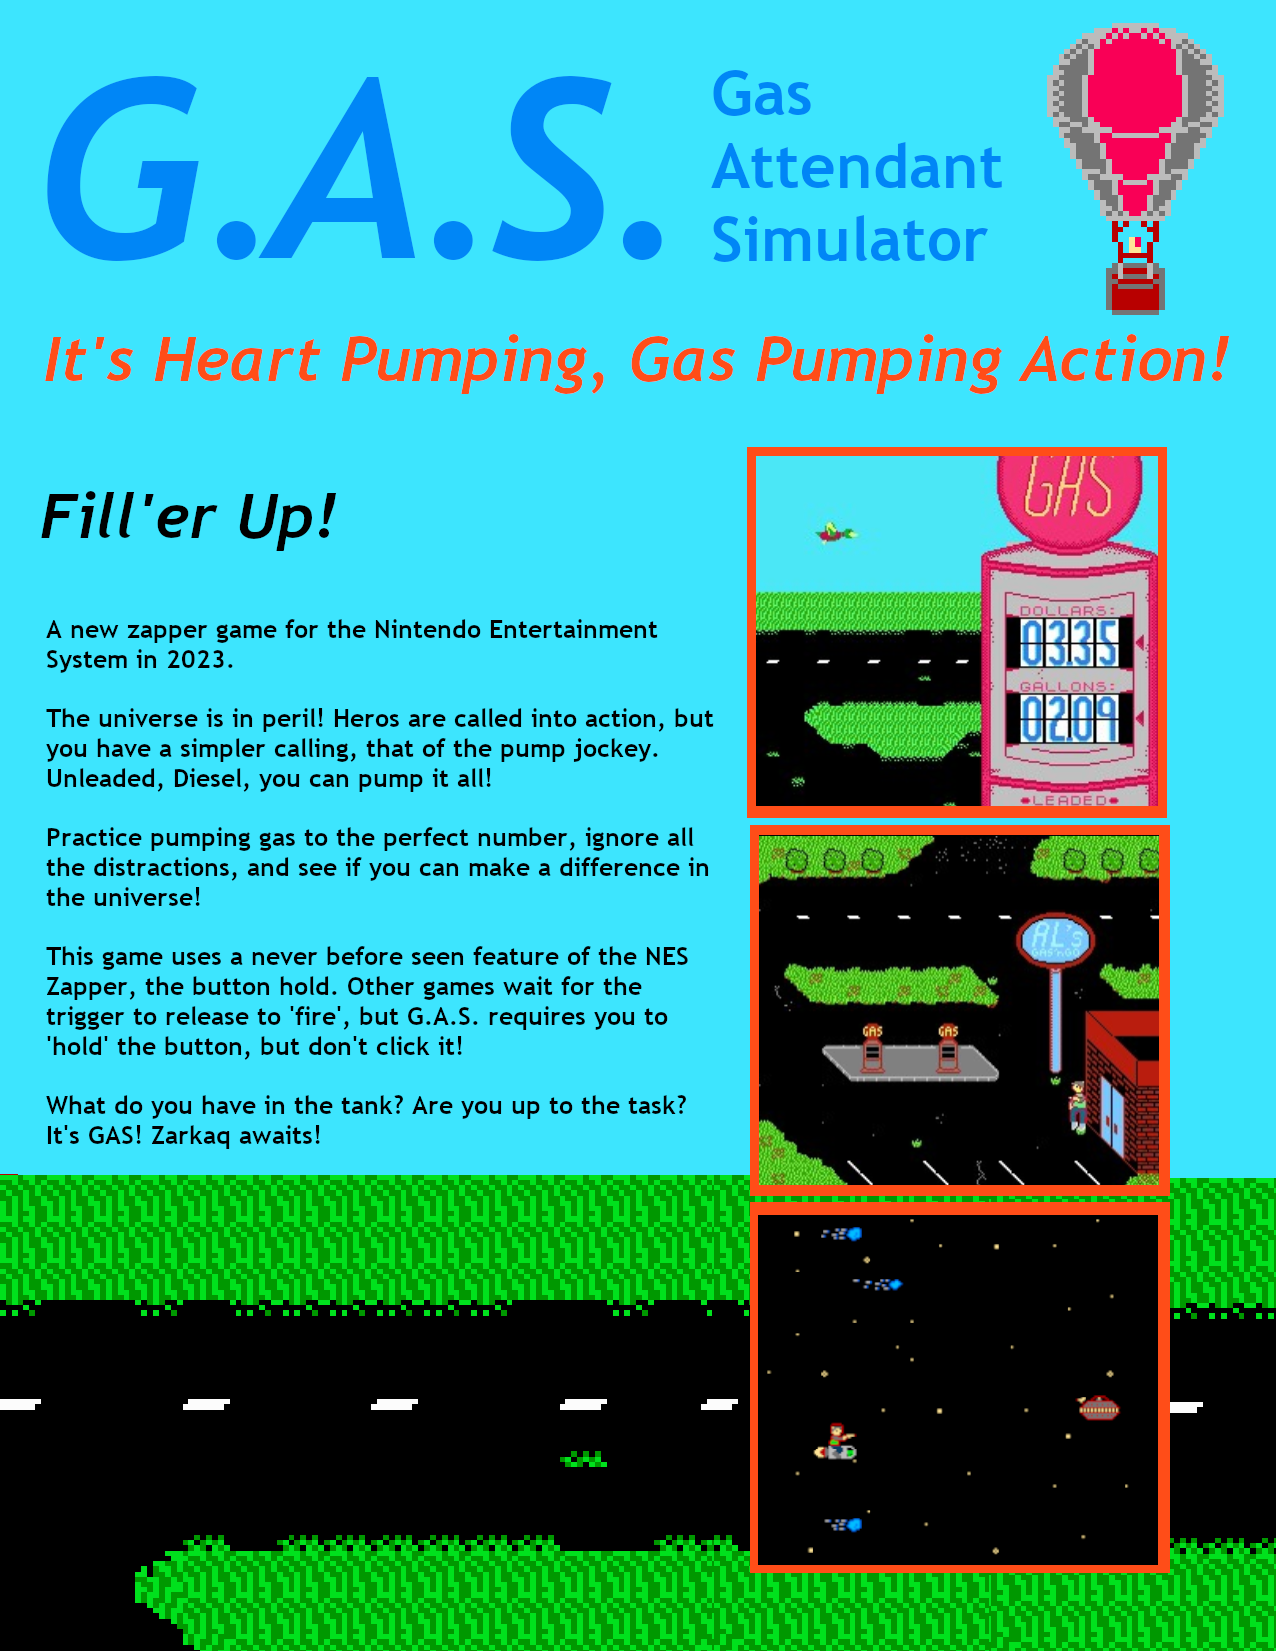 G.A.S.
Gas
Attendant
Simulator
It's Heart Pumping, Gas Pumping Action!
Fill'er Up!
A new zapper game for the Nintendo Entertainment
System in 2023.
The universe is in peril! Heros are called into action, but
you have a simpler calling, that of the pump jockey.
Unleaded, Diesel, you can pump it all!
Practice pumping gas to the perfect number, ignore all
the distractions, and see if you can make a difference in
the universe!
This game uses a never before seen feature of the NES
Zapper, the button hold. Other games wait for the
trigger to release to 'fire', but G.A.S. requires you to
'hold' the button, but don't click it!
What do you have in the tank? Are you up to the task?
It's GAS! Zarkaq awaits!
GAS
DOLLARS:
03.35
GALLONS:
02.09
LEADED
AL's
GAS'N'GO
GAS GAS